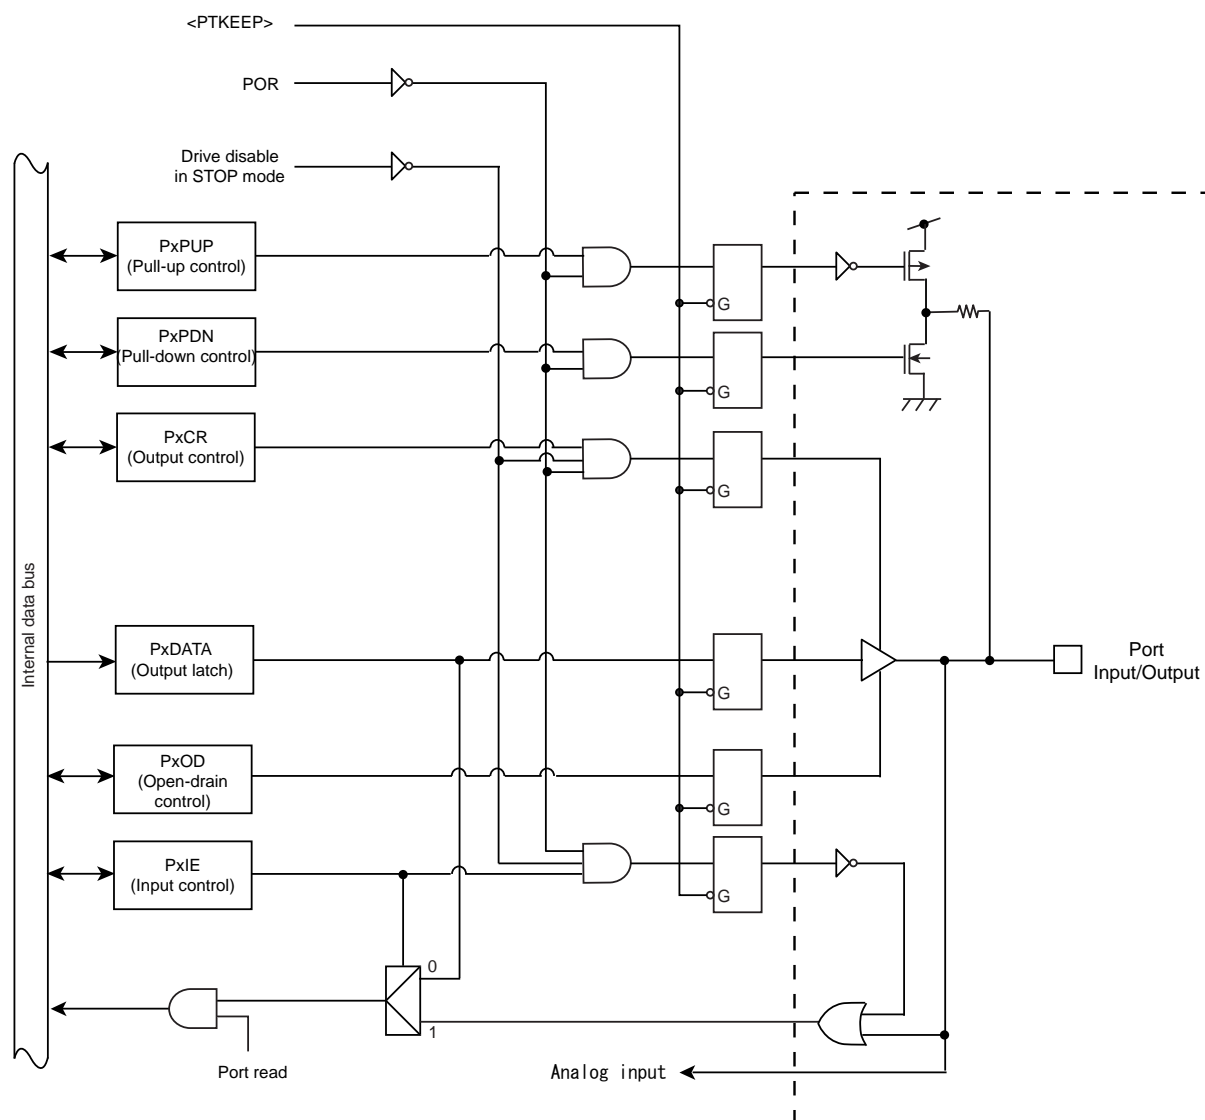 <PTKEEP>
POR
Drive disable
in STOP mode
PxPUP
(Pull-up control)
G
PxPDN
(Pull-down control)
G
PxCR
(Output control)
G
Internal data bus
PxDATA
(Output latch)
G
Port
Input/Output
PxOD
(Open-drain
control)
G
PxIE
(Input control)
G
0
1
Port read
Analog input